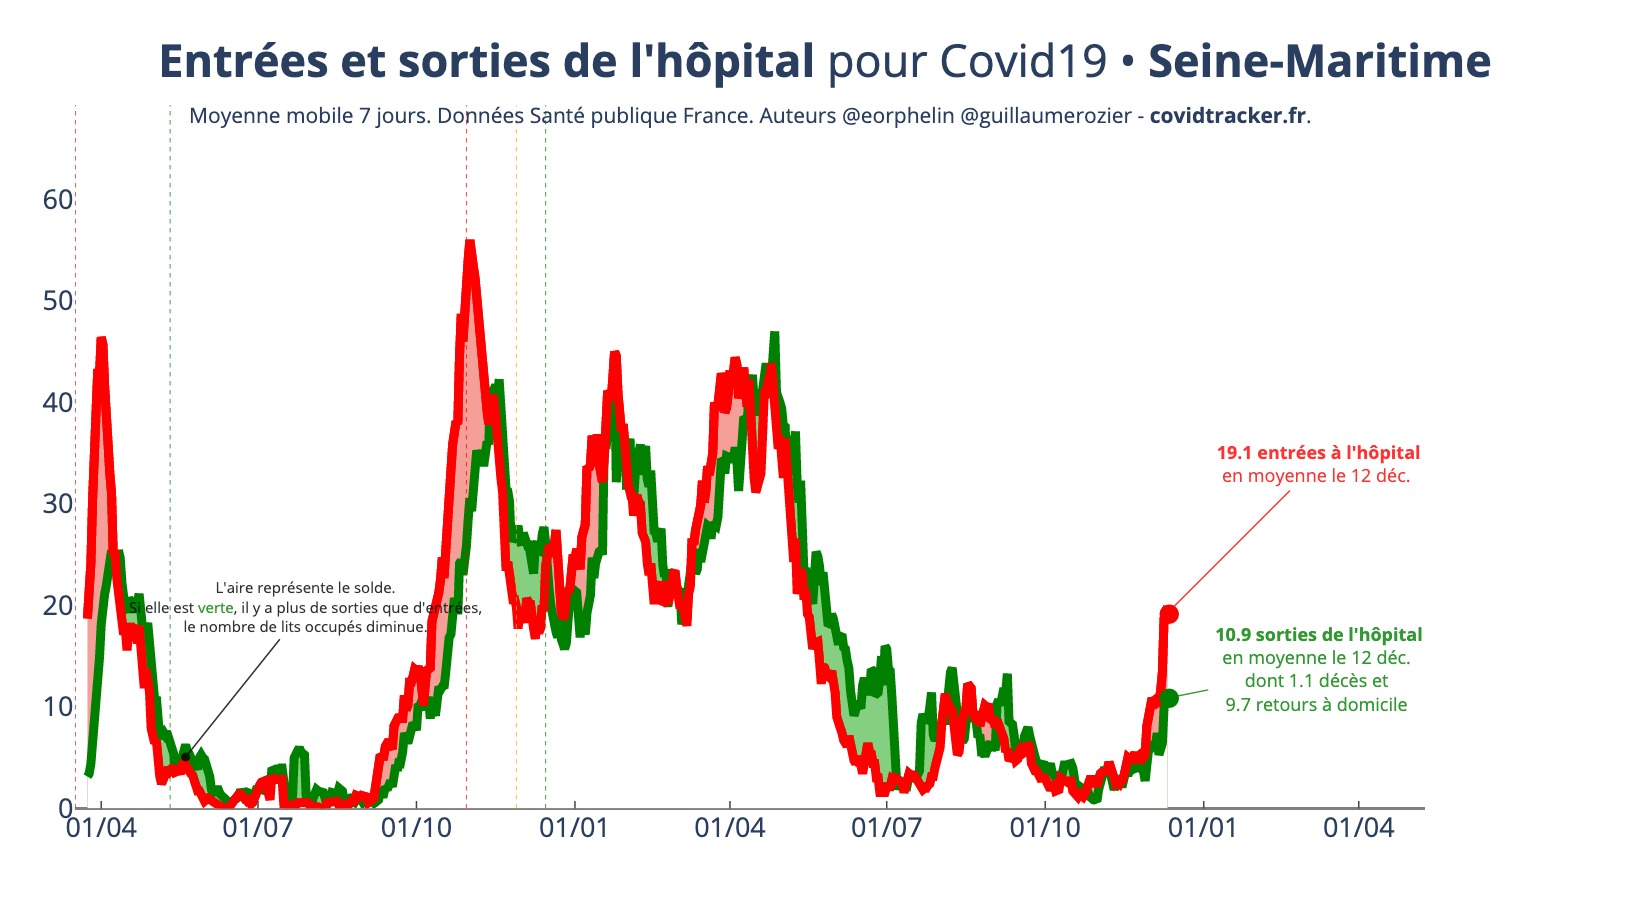 Entrées et sorties de l'hôpital pour Covid19 • Seine-Maritime
Moyenne mobile 7 jours. Données Santé publique France. Auteurs @eorphelin @guillaumerozier - covidtracker.fr.
60
50
40
30
20
10
0
L'aire représente le solde.
Si elle est verte, il y a plus de sorties que d'entrées,
le nombre de lits occupés diminue.
19.1 entrées à l'hôpital
en moyenne le 12 déc.
10.9 sorties de l'hôpital
en moyenne le 12 déc.
dont 1.1 décès et
9.7 retours à domicile
01/04 01/07 01/10 01/01 01/04 01/07 01/10 01/01 01/04